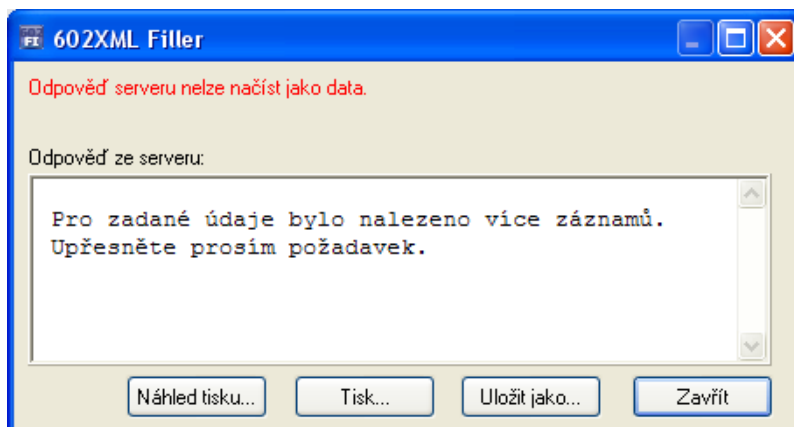 602XML Filler
Odpověď serveru nelze načíst jako data.
Odpověď ze serveru:
Pro zadané údaje bylo nalezeno více záznamů.
Upřesněte prosím požadavek.
Náhled tisku... Tisk... Uložit jako... Zavřít